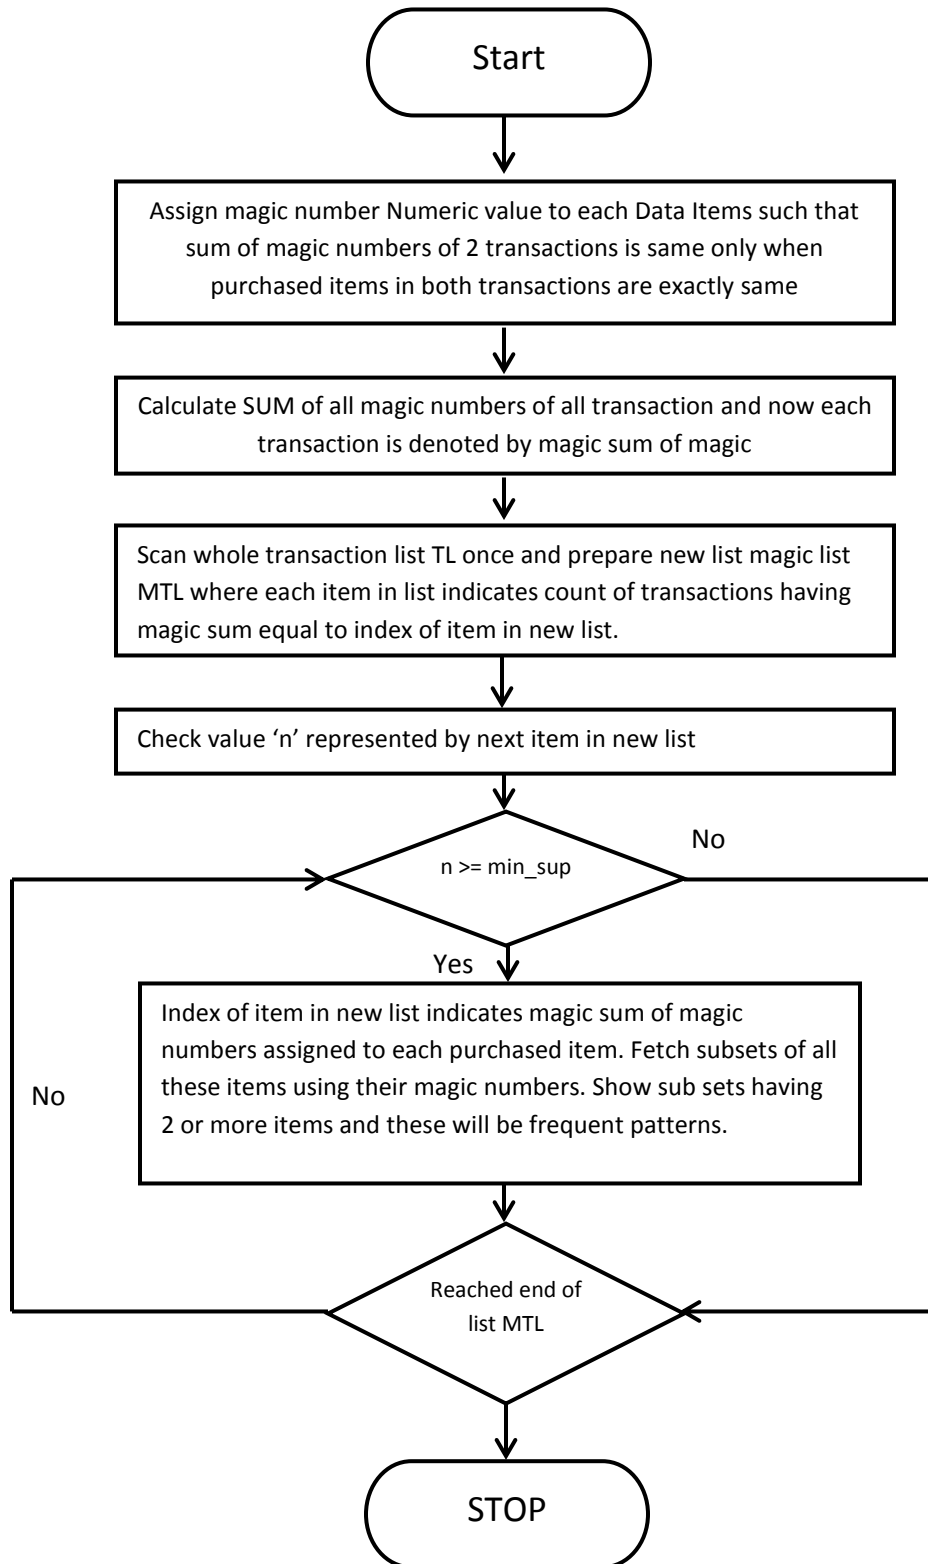 Start
Assign magic number Numeric value to each Data Items such that
sum of magic numbers of 2 transactions is same only when
purchased items in both transactions are exactly same
Calculate SUM of all magic numbers of all transaction and now each
transaction is denoted by magic sum of magic
Scan whole transaction list TL once and prepare new list magic list
MTL where each item in list indicates count of transactions having
magic sum equal to index of item in new list.
Check value ‘n’ represented by next item in new list
No
n >= min_sup
Yes
Index of item in new list indicates magic sum of magic
numbers assigned to each purchased item. Fetch subsets of all
these items using their magic numbers. Show sub sets having
2 or more items and these will be frequent patterns.
No
Reached end of
list MTL
STOP